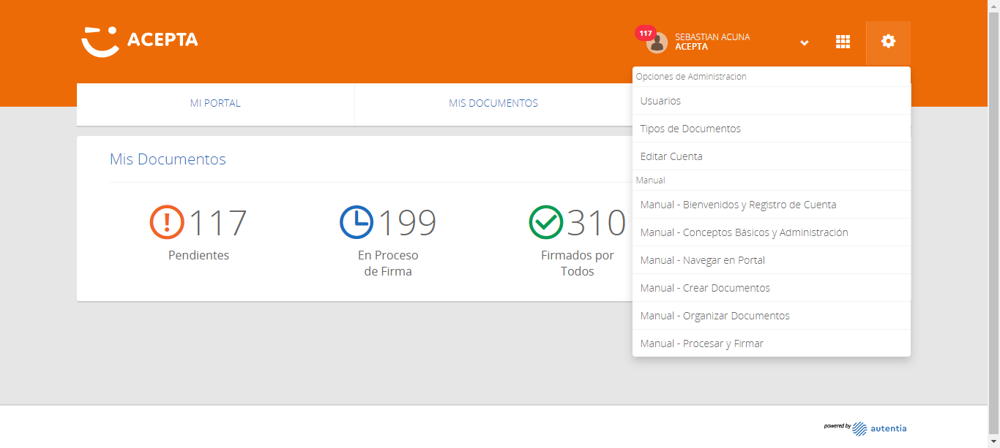 ACEPTA
117
SEBASTIAN ACUNA
ACEPTA
MI PORTAL
MIS DOCUMENTOS
Opciones de Administración
Usuarios
Tipos de Documentos
Editar Cuenta
Manual
Manual - Bienvenidos y Registro de Cuenta
Manual - Conceptos Básicos y Administración
Manual - Navegar en Portal
Manual - Crear Documentos
Manual - Organizar Documentos
Manual - Procesar y Firmar
Mis Documentos
117
Pendientes
199
En Proceso
de Firma
310
Firmados por
Todos
powered by autentia